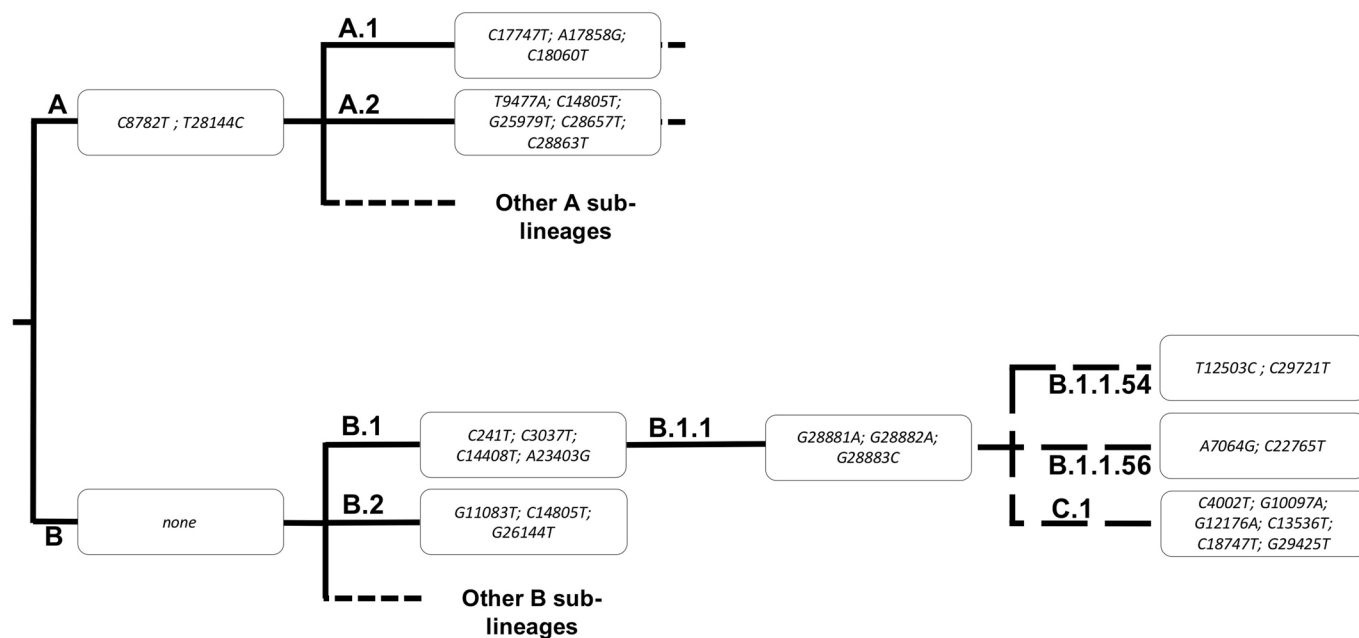 A.1
C17747T; A17858G;
C18060T
A
C8782T ; T28144C
A.2
T9477A; C14805T;
G25979T; C28657T;
C28863T
Other A sub-
lineages
B.1.1.54
T12503C ; C29721T
B.1
C241T; C3037T;
C14408T; A23403G
B.1.1
G28881A; G28882A;
G28883C
B.1.1.56
A7064G; C22765T
B
none
B.2
G11083T; C14805T;
G26144T
C.1
C4002T; G10097A;
G12176A; C13536T;
C18747T; G29425T
Other B sub-
lineages